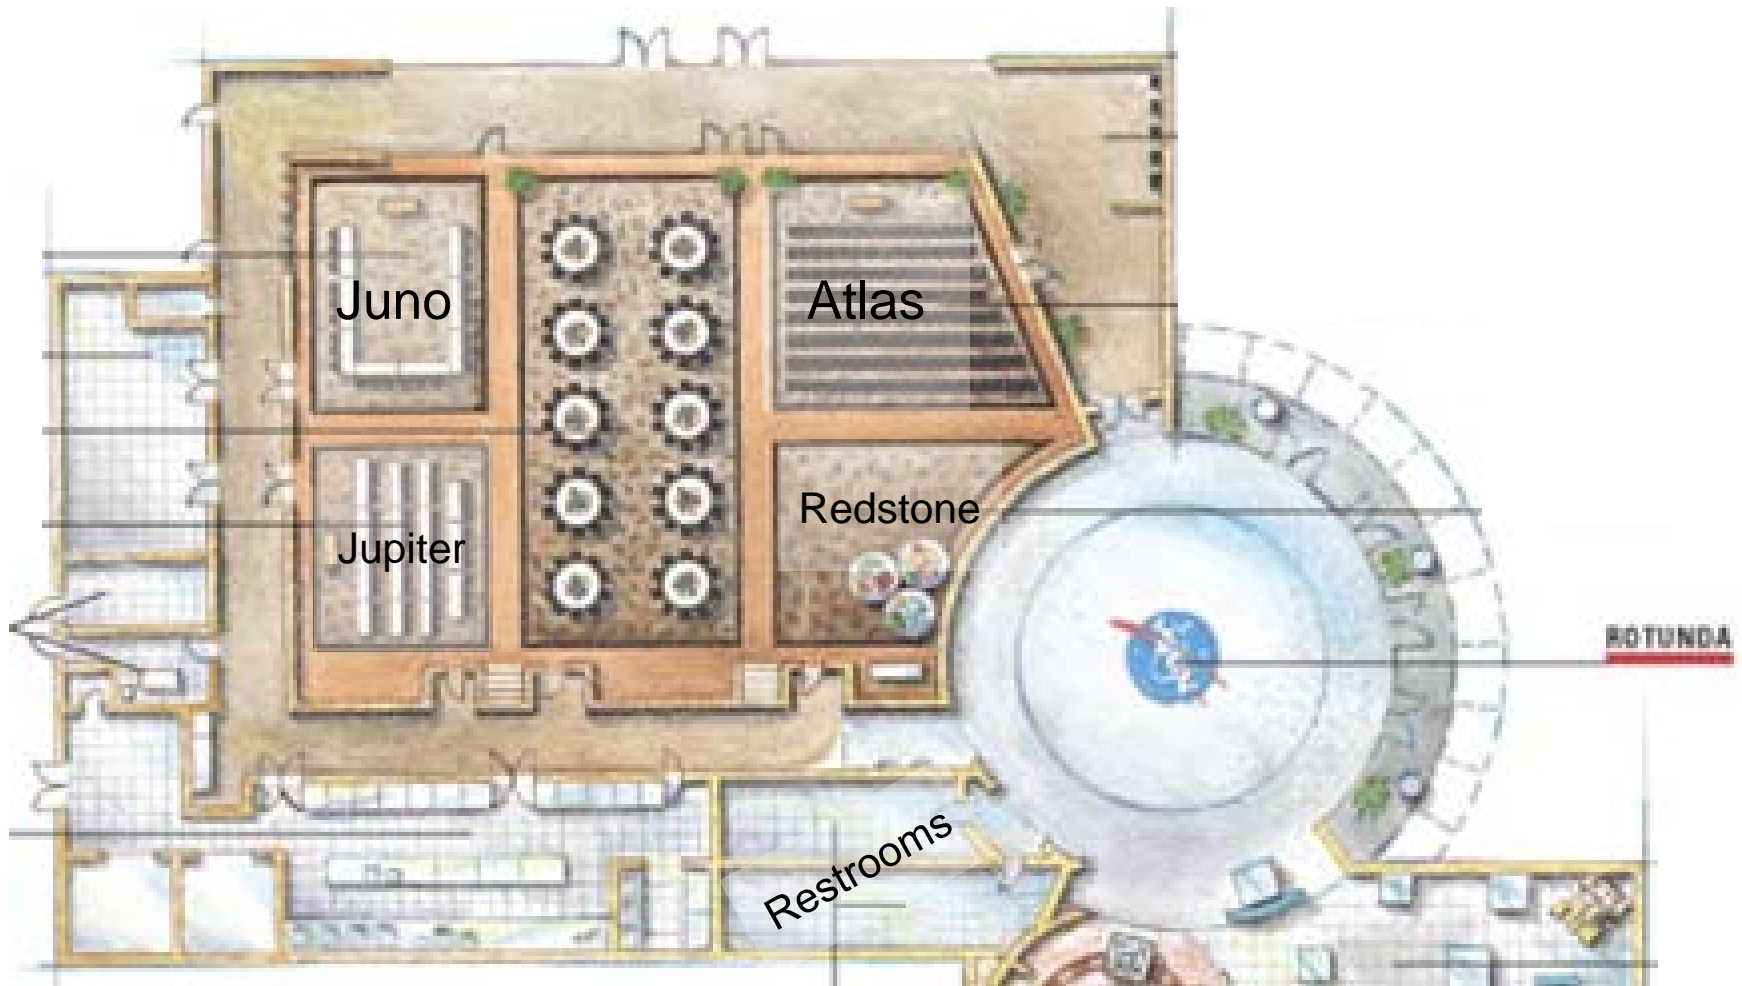 Juno
Atlas
Redstone
Jupiter
ROTUNDA
Restrooms